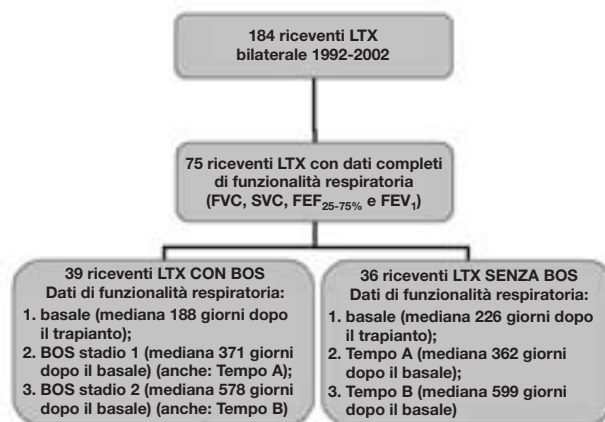 184 riceventi LTX
bilaterale 1992-2002
75 riceventi LTX con dati completi
di funzionalità respiratoria
(FVC, SVC, FEF25-75% e FEV1)
39 riceventi LTX CON BOS
Dati di funzionalità respiratoria:
1. basale (mediana 188 giorni dopo
il trapianto);
2. BOS stadio 1 (mediana 371 giorni
dopo il basale) (anche: Tempo A);
3. BOS stadio 2 (mediana 578 giorni
dopo il basale) (anche: Tempo B)
36 riceventi LTX SENZA BOS
Dati di funzionalità respiratoria:
1. basale (mediana 226 giorni dopo
il trapianto);
2. Tempo A (mediana 362 giorni
dopo il basale);
3. Tempo B (mediana 599 giorni
dopo il basale)